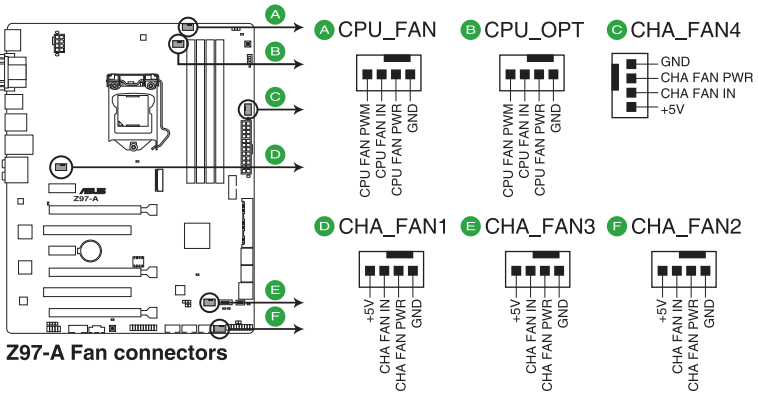 A
B
C
D
E
F
ASUS
Z97-A
Z97-A Fan connectors
A CPU_FAN
CPU FAN PWM
CPU FAN IN
CPU FAN PWR
GND
B CPU_OPT
CPU FAN PWM
CPU FAN IN
CPU FAN PWR
GND
C CHA_FAN4
GND
CHA FAN PWR
CHA FAN IN
+5V
D CHA_FAN1
+5V
CHA FAN IN
CHA FAN PWR
GND
E CHA_FAN3
+5V
CHA FAN IN
CHA FAN PWR
GND
F CHA_FAN2
+5V
CHA FAN IN
CHA FAN PWR
GND